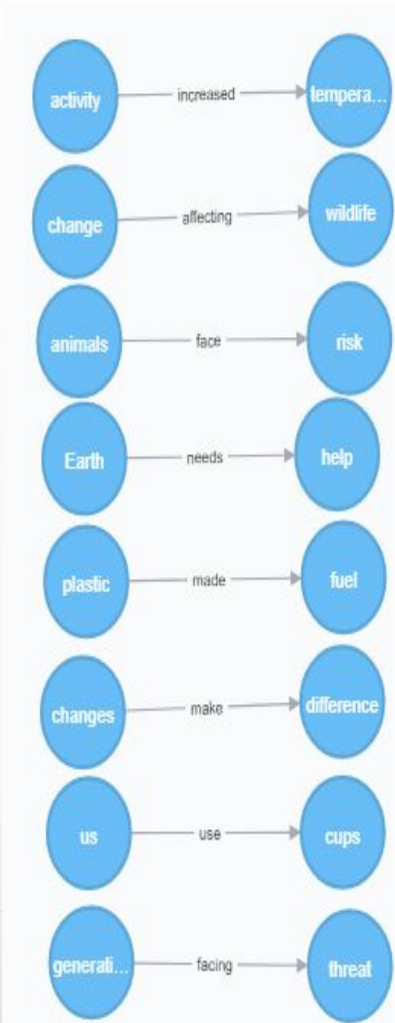 activity increased tempera...
change affecting wildlife
animals face risk
Earth needs help
plastic made fuel
changes make difference
us use cups
generati... facing threat